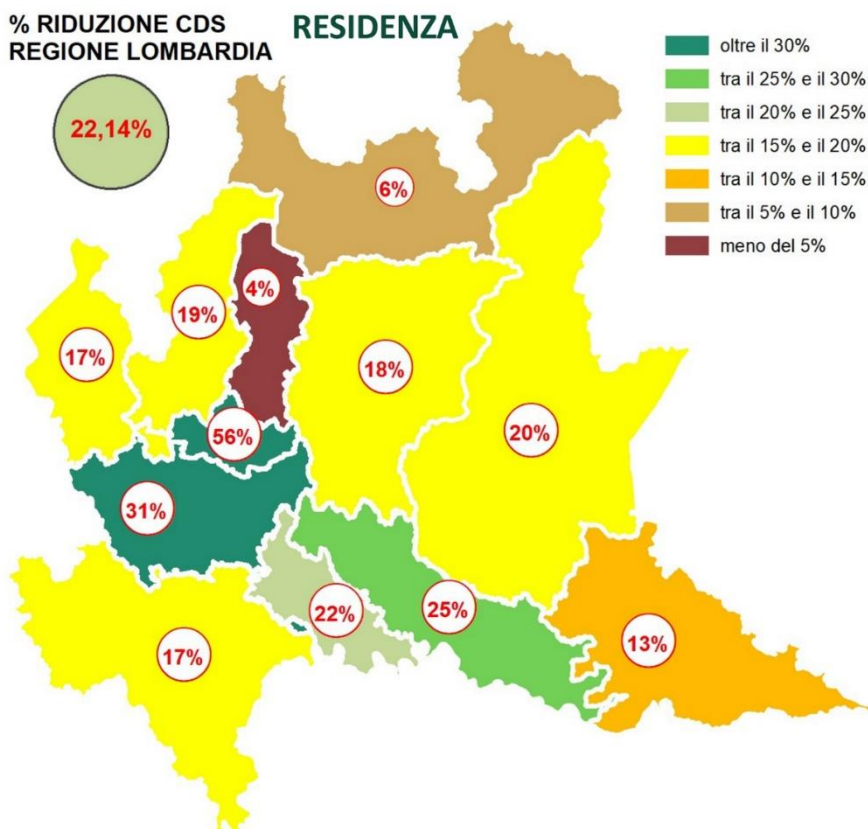 % RIDUZIONE CDS
REGIONE LOMBARDIA
RESIDENZA
22,14%
oltre il 30%
tra il 25% e il 30%
tra il 20% e il 25%
tra il 15% e il 20%
tra il 10% e il 15%
tra il 5% e il 10%
meno del 5%
6%
4%
19%
17%
18%
56%
20%
31%
22%
25%
17%
13%